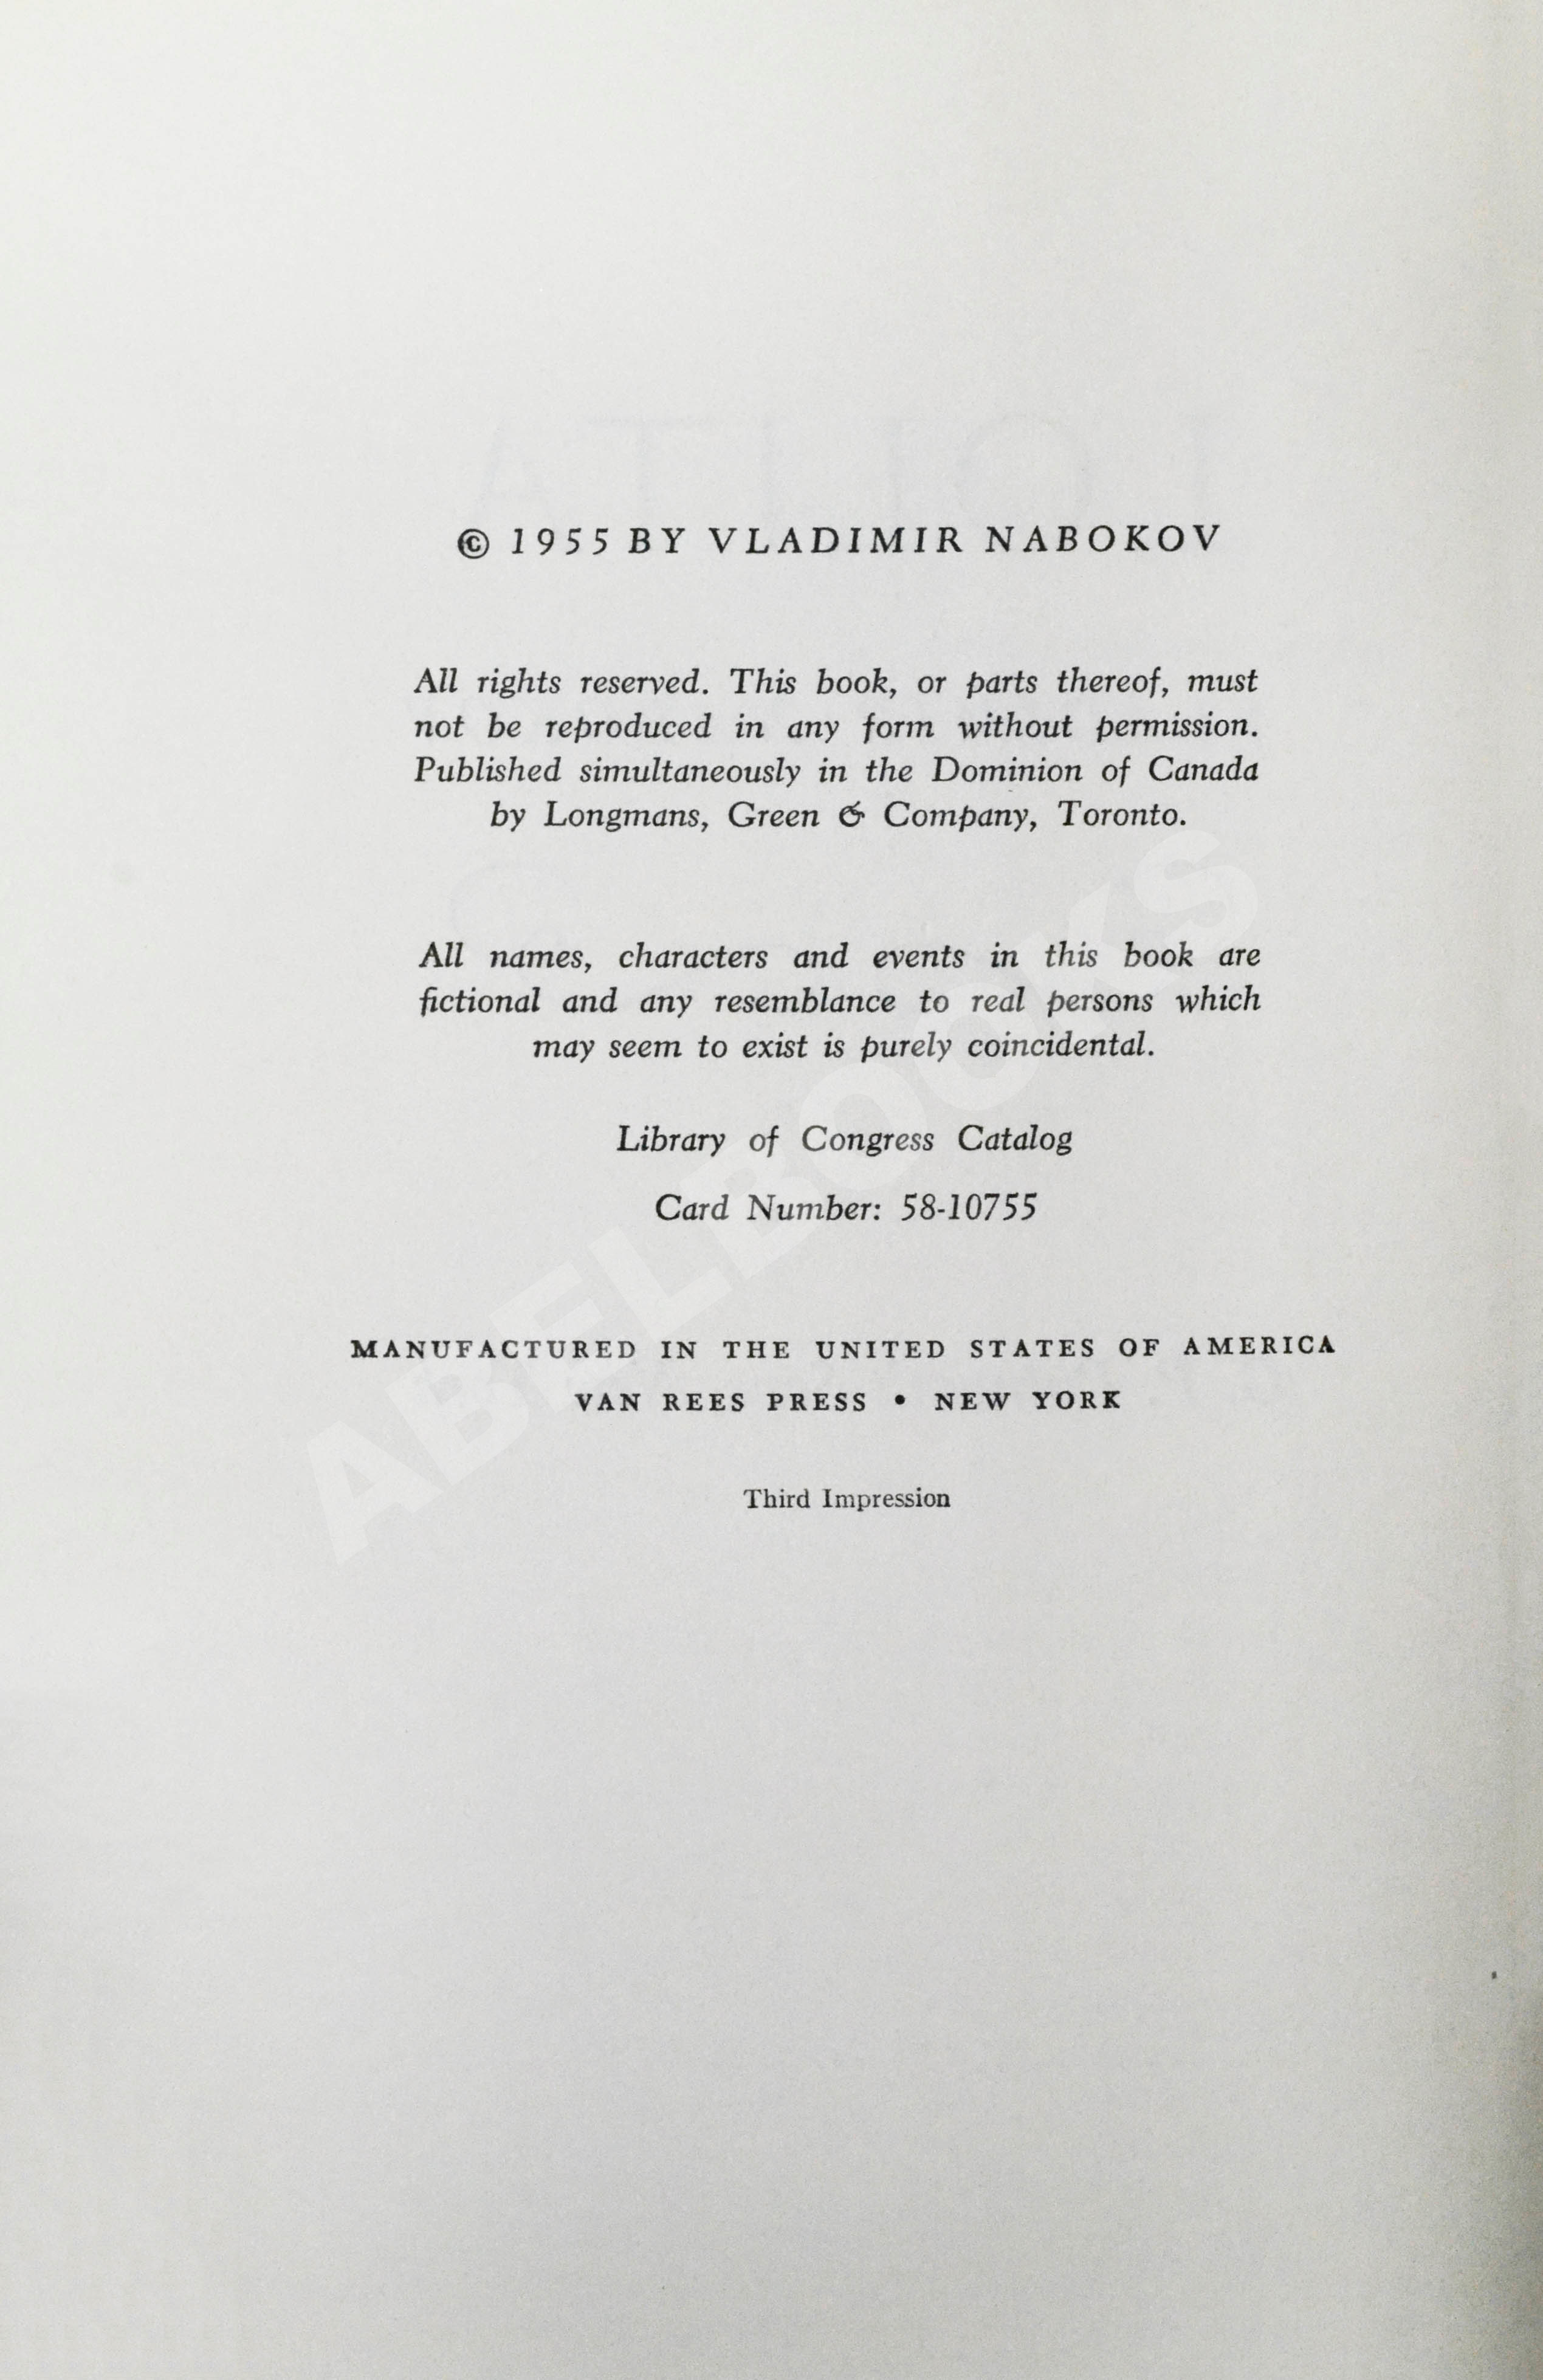 © 1955 BY VLADIMIR NABOKOV
All rights reserved. This book, or parts thereof, must
not be reproduced in any form without permission.
Published simultaneously in the Dominion of Canada
by Longmans, Green & Company, Toronto.
All names, characters and events in this book are
fictional and any resemblance to real persons which
may seem to exist is purely coincidental.
Library of Congress Catalog
Card Number: 58-10755
MANUFACTURED IN THE UNITED STATES OF AMERICA
VAN REES PRESS • NEW YORK
Third Impression
ABELBOOKS